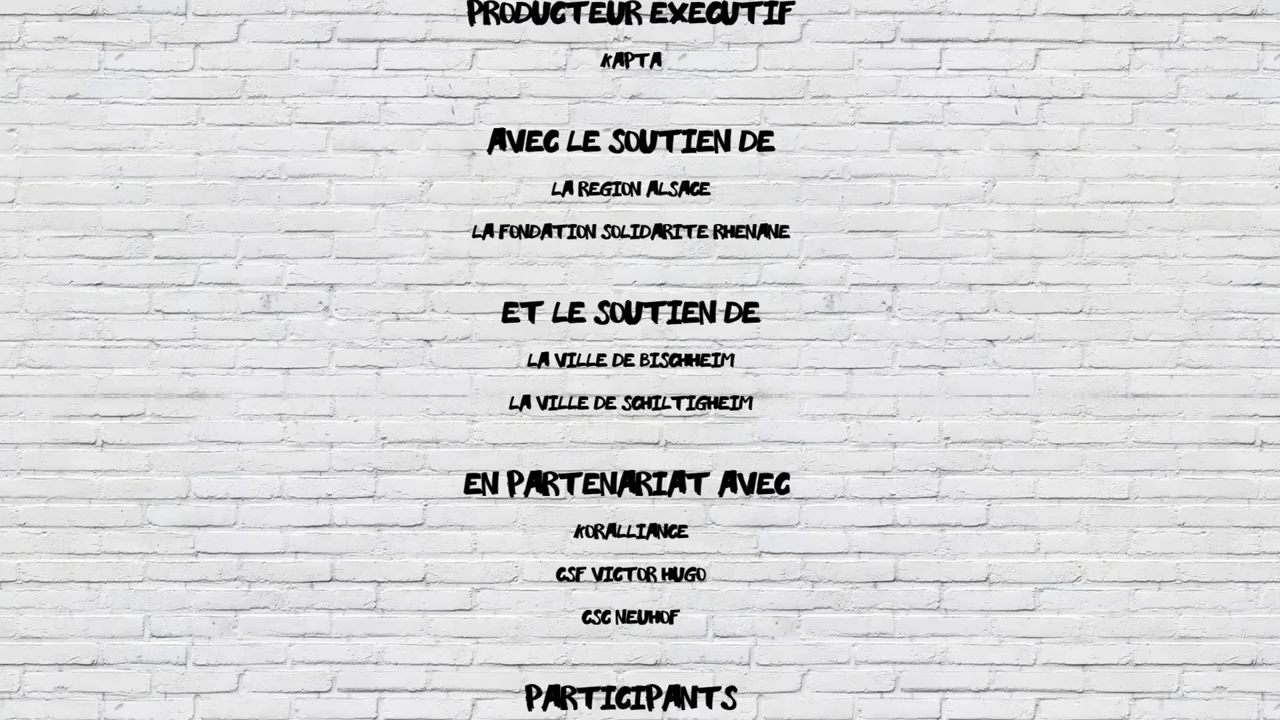 PRODUCTEUR EXECUTIF
KAPTA
AVEC LE SOUTIEN DE
LA REGION ALSACE
LA FONDATION SOLIDARITE RHENANE
ET LE SOUTIEN DE
LA VILLE DE BISCHHEIM
LA VILLE DE SCHILTIGHEIM
EN PARTENARIAT AVEC
KORALLIANCE
CSF VICTOR HUGO
CSC NEUHOF
PARTICIPANTS